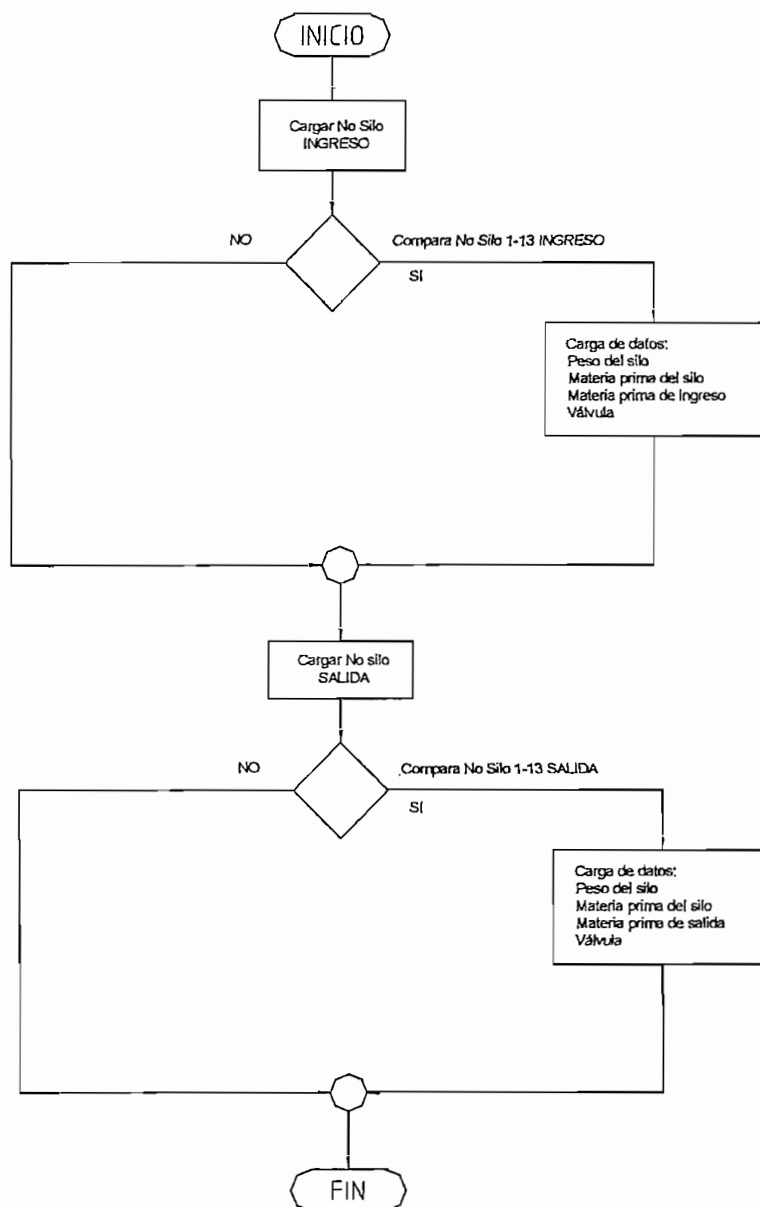 INICIO
Cargar No Silo
INGRESO
NO
Compara No Silo 1-13 INGRESO
SI
Carga de datos:
Peso del silo
Materia prima del silo
Materia prima de ingreso
Válvula
Cargar No silo
SALIDA
NO
Compara No Silo 1-13 SALIDA
SI
Carga de datos:
Peso del silo
Materia prima del silo
Materia prima de salida
Válvula
FIN